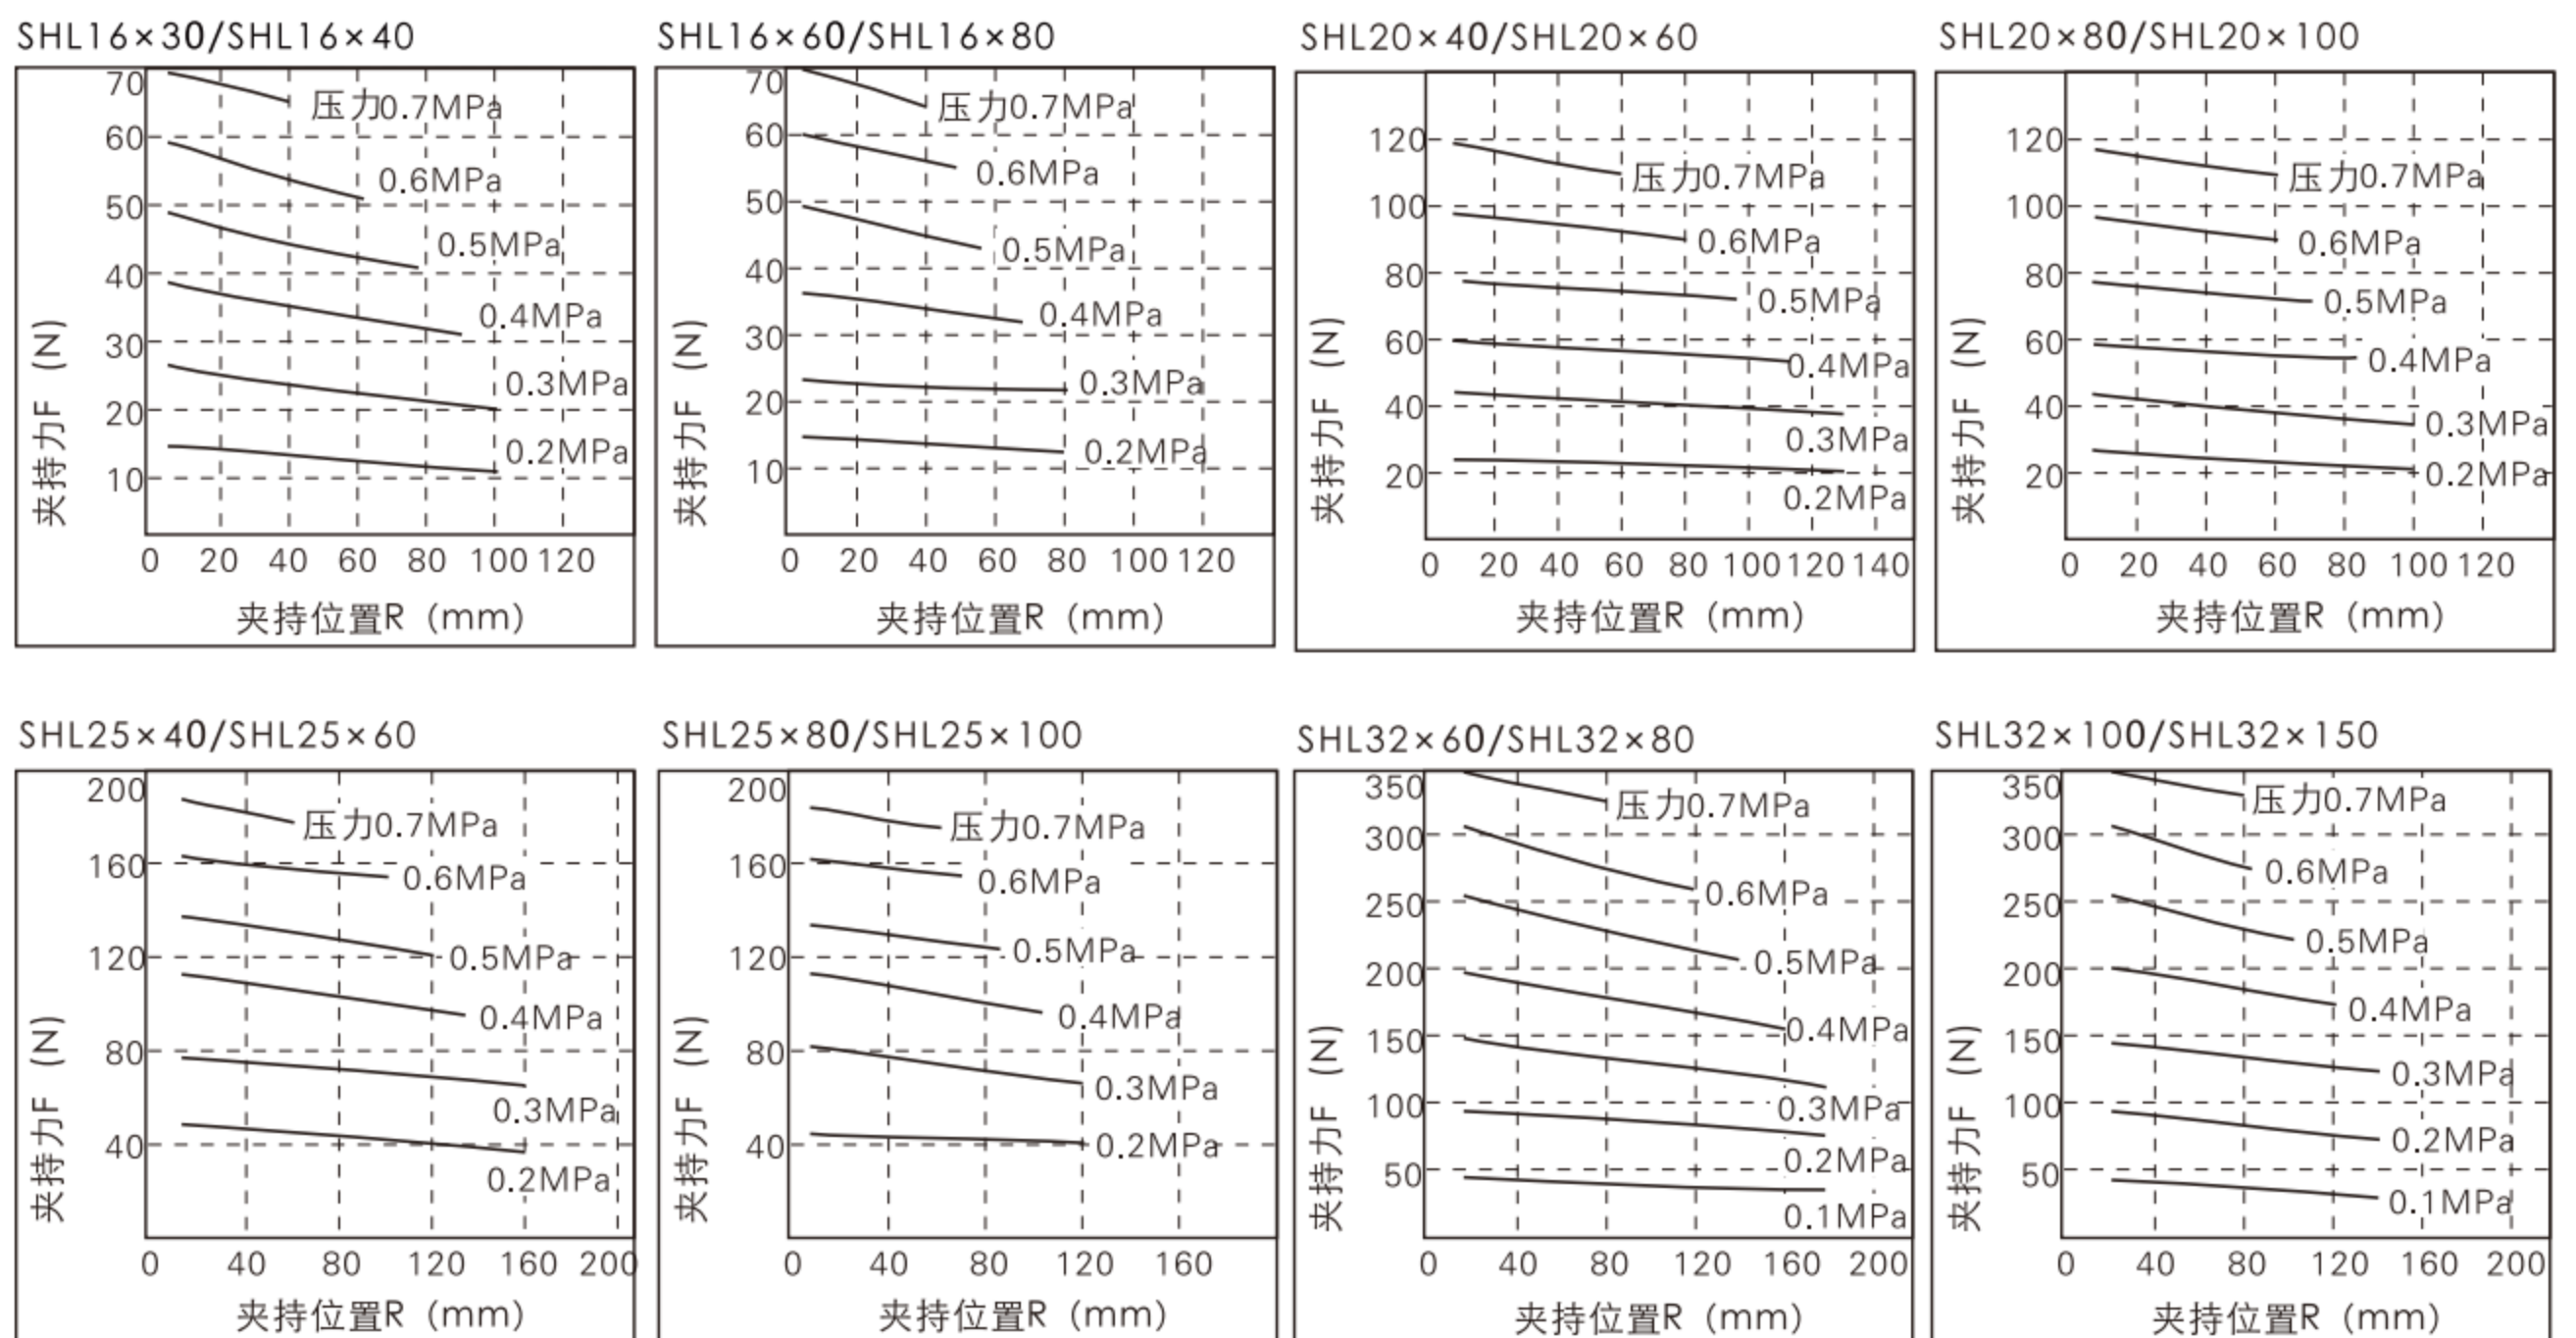 SHL16×30/SHL16×40
70
60
50
40
30
20
10
0 20 40 60 80 100 120
压力0.7MPa
0.6MPa
0.5MPa
0.4MPa
0.3MPa
0.2MPa
夹持力F (N)
夹持位置R (mm)
SHL16×60/SHL16×80
70
60
50
40
30
20
10
0 20 40 60 80 100 120
压力0.7MPa
0.6MPa
0.5MPa
0.4MPa
0.3MPa
0.2MPa
夹持力F (N)
夹持位置R (mm)
SHL20×40/SHL20×60
120
100
80
60
40
20
0 20 40 60 80 100 120 140
压力0.7MPa
0.6MPa
0.5MPa
0.4MPa
0.3MPa
0.2MPa
夹持力F (N)
夹持位置R (mm)
SHL20×80/SHL20×100
120
100
80
60
40
20
0 20 40 60 80 100 120
压力0.7MPa
0.6MPa
0.5MPa
0.4MPa
0.3MPa
0.2MPa
夹持力F (N)
夹持位置R (mm)
SHL25×40/SHL25×60
200
160
120
80
40
0 40 80 120 160 200
压力0.7MPa
0.6MPa
0.5MPa
0.4MPa
0.3MPa
0.2MPa
夹持力F (N)
夹持位置R (mm)
SHL25×80/SHL25×100
200
160
120
80
40
0 40 80 120 160
压力0.7MPa
0.6MPa
0.5MPa
0.4MPa
0.3MPa
0.2MPa
夹持力F (N)
夹持位置R (mm)
SHL32×60/SHL32×80
350
300
250
200
150
100
50
0 40 80 120 160 200
压力0.7MPa
0.6MPa
0.5MPa
0.4MPa
0.3MPa
0.2MPa
0.1MPa
夹持力F (N)
夹持位置R (mm)
SHL32×100/SHL32×150
350
300
250
200
150
100
50
0 40 80 120 160 200
压力0.7MPa
0.6MPa
0.5MPa
0.4MPa
0.3MPa
0.2MPa
0.1MPa
夹持力F (N)
夹持位置R (mm)